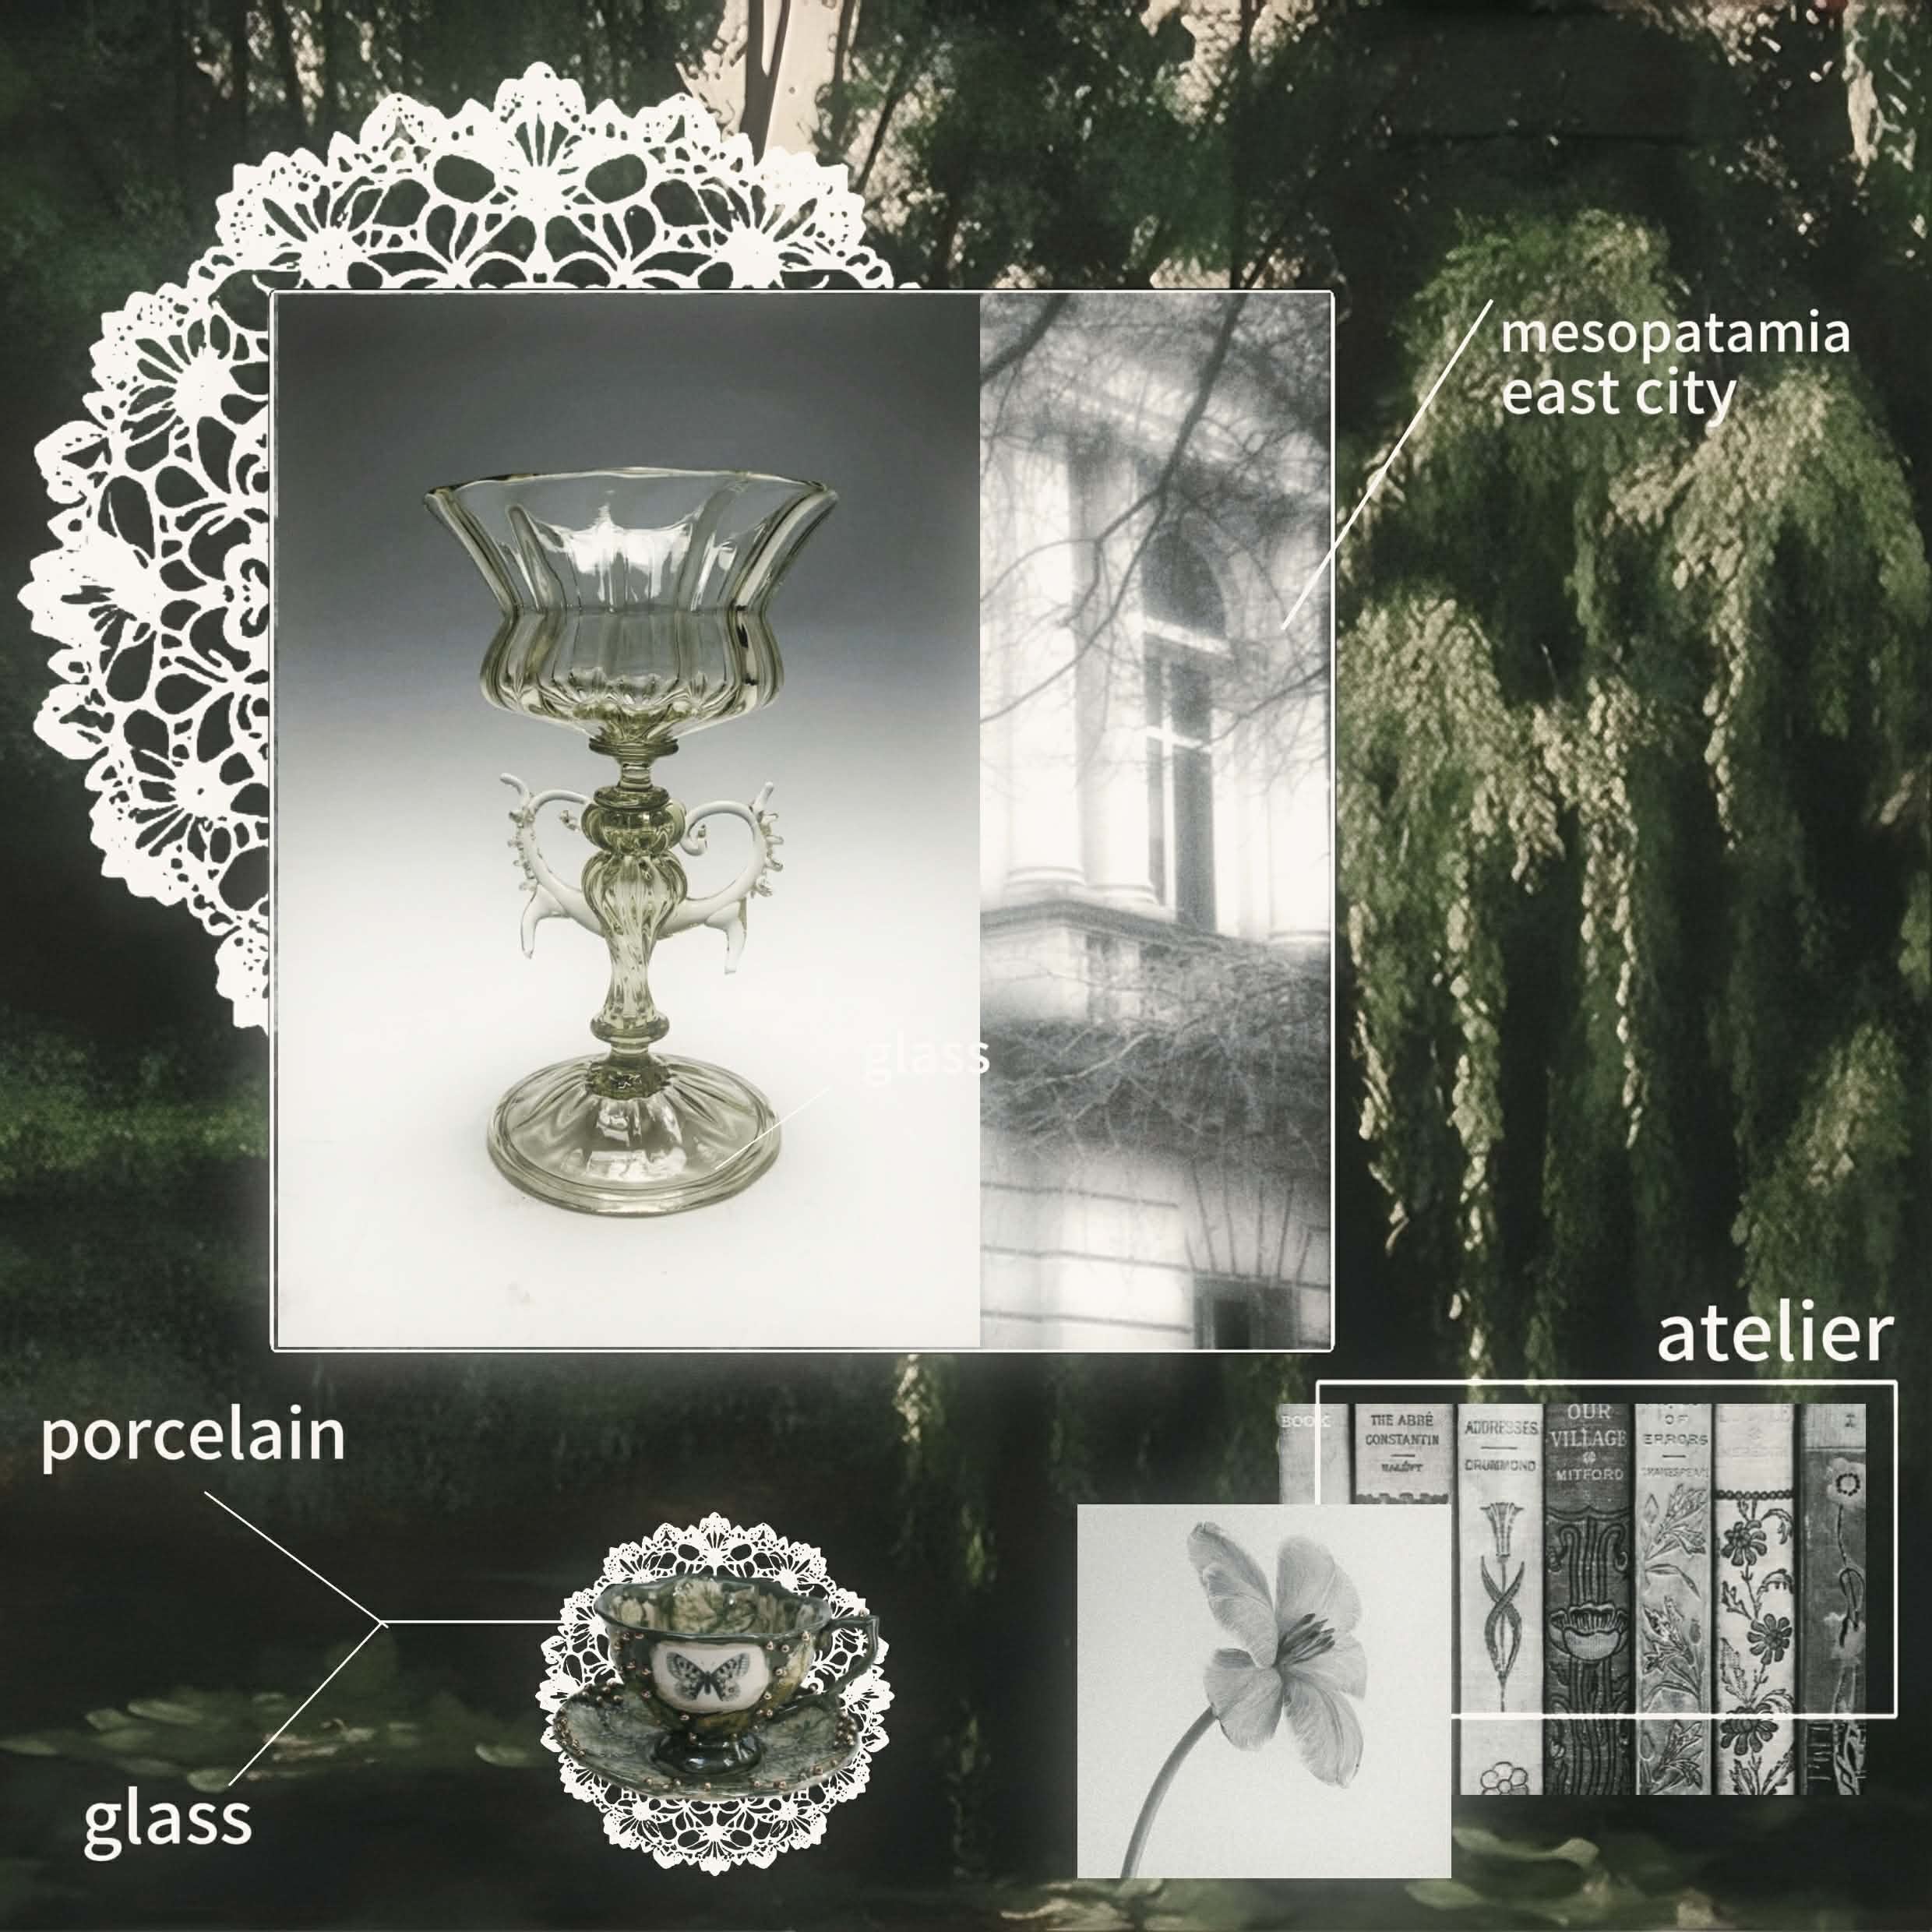 mesopatamia
east city
glass
atelier
porcelain
glass
BOOK
THE ABBÉ
CONSTANTIN
HALÉVY
ADDRESSES
DRUMMOND
OUR
VILLAGE
MITFORD
OF
ERRORS